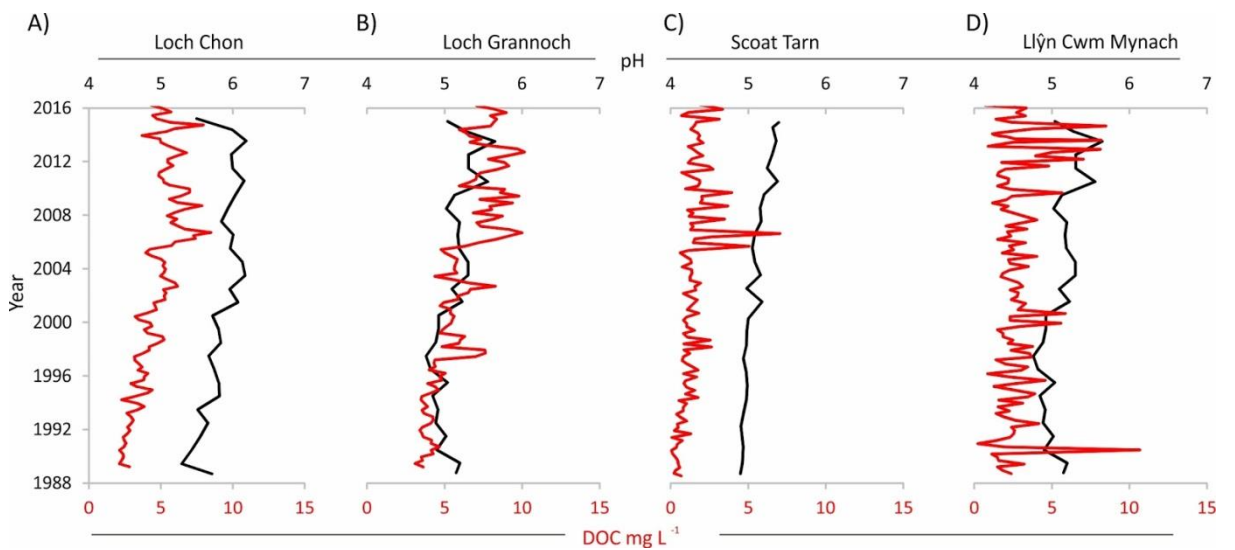 A) B) C) D)
Loch Chon Loch Grannoch Scoat Tarn Llŷn Cwm Mynach
pH
4 5 6 7 4 5 6 7 4 5 6 7 4 5 6 7
2016
2012
2008
2004
Year
2000
1996
1992
1988
0 5 10 15 0 5 10 15 0 5 10 15 0 5 10 15
DOC mg L -1